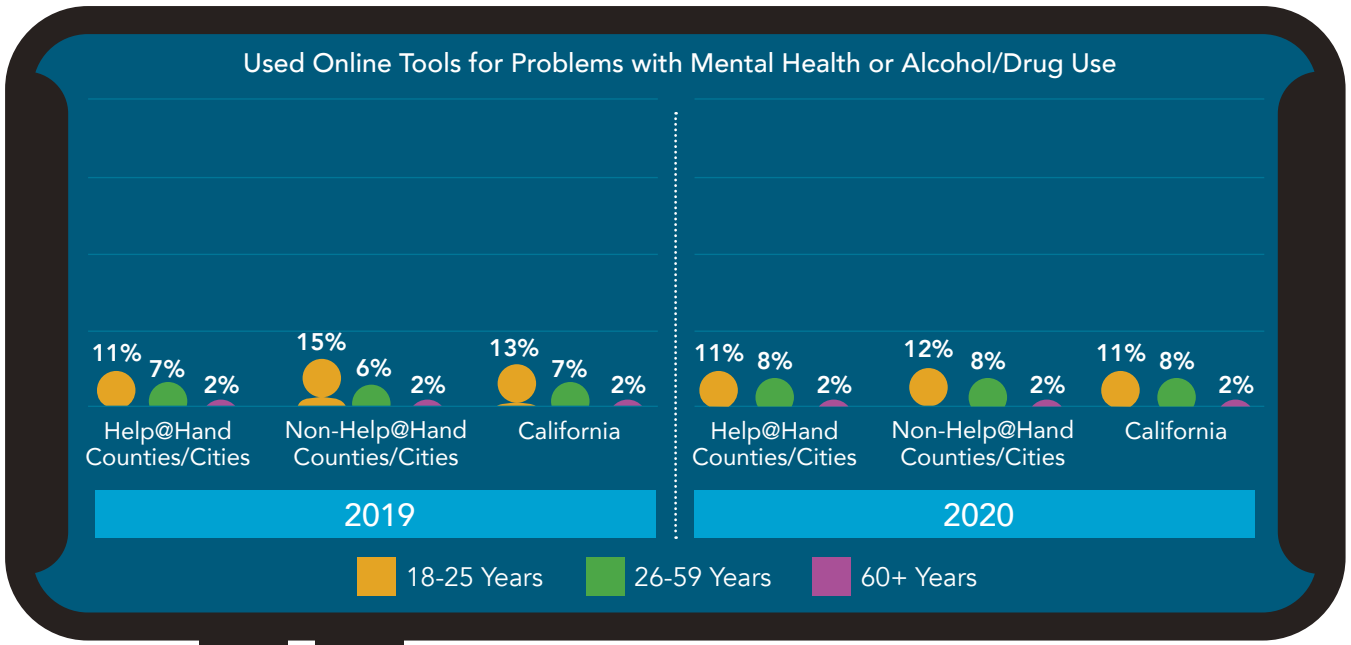 Used Online Tools for Problems with Mental Health or Alcohol/Drug Use
11% 7% 2%
15% 6% 2%
13% 7% 2%
Help@Hand
Counties/Cities
Non-Help@Hand
Counties/Cities
California
2019
11% 8% 2%
12% 8% 2%
11% 8% 2%
Help@Hand
Counties/Cities
Non-Help@Hand
Counties/Cities
California
2020
18-25 Years
26-59 Years
60+ Years